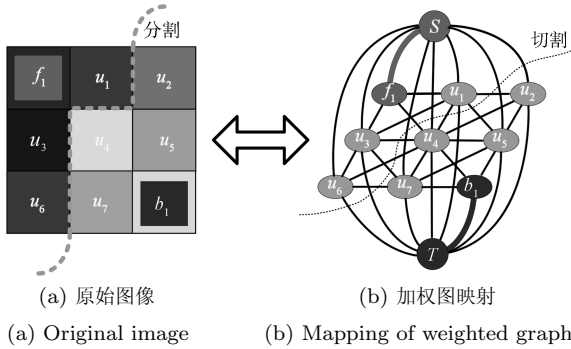 分割
f₁ u₁ u₂
u₃ u₄ u₅
u₆ u₇ b₁
S
切割
f₁ u₁ u₂
u₃ u₄ u₅
u₆ u₇ b₁
T
(a) 原始图像
(b) 加权图映射
(a) Original image
(b) Mapping of weighted graph